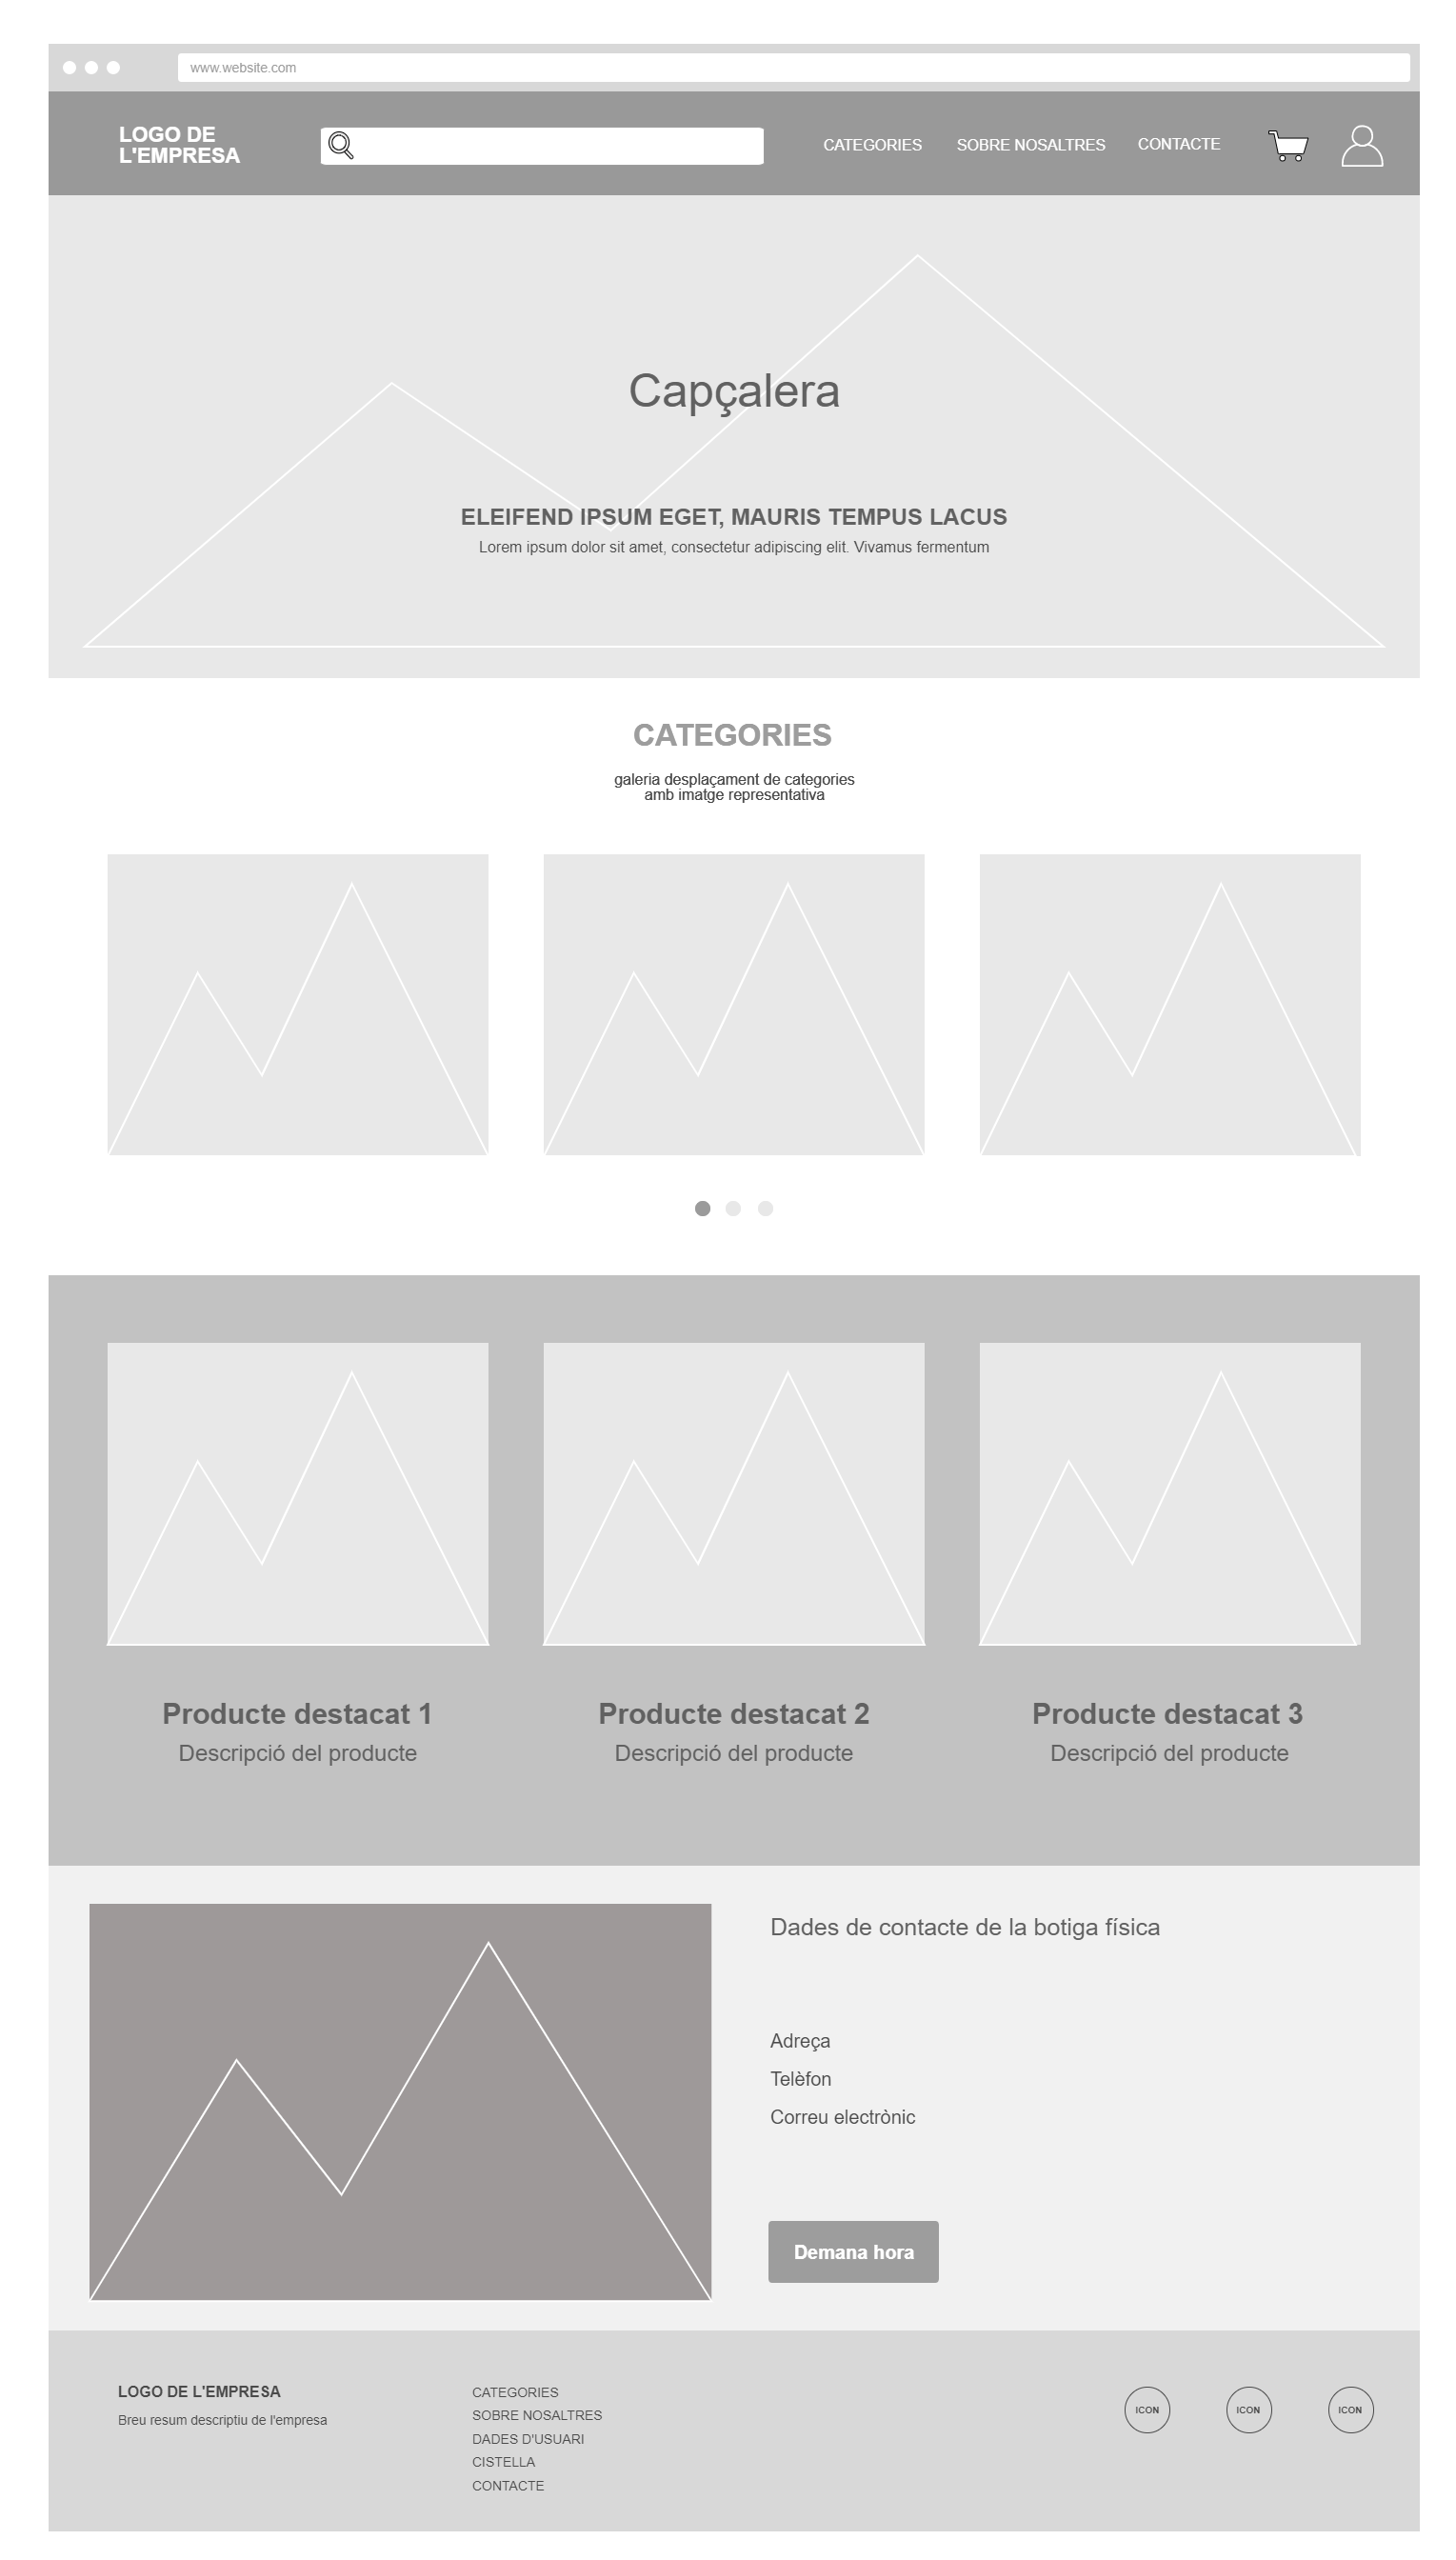 www.website.com
LOGO DE
L'EMPRESA
CATEGORIES
SOBRE NOSALTRES
CONTACTE
Capçalera
ELEIFEND IPSUM EGET, MAURIS TEMPUS LACUS
Lorem ipsum dolor sit amet, consectetur adipiscing elit. Vivamus fermentum
CATEGORIES
galeria desplaçament de categories
amb imatge representativa
Producte destacat 1
Descripció del producte
Producte destacat 2
Descripció del producte
Producte destacat 3
Descripció del producte
Dades de contacte de la botiga física
Adreça
Telèfon
Correu electrònic
Demana hora
LOGO DE L'EMPRESA
Breu resum descriptiu de l'empresa
CATEGORIES
SOBRE NOSALTRES
DADES D'USUARI
CISTELLA
CONTACTE
ICON
ICON
ICON